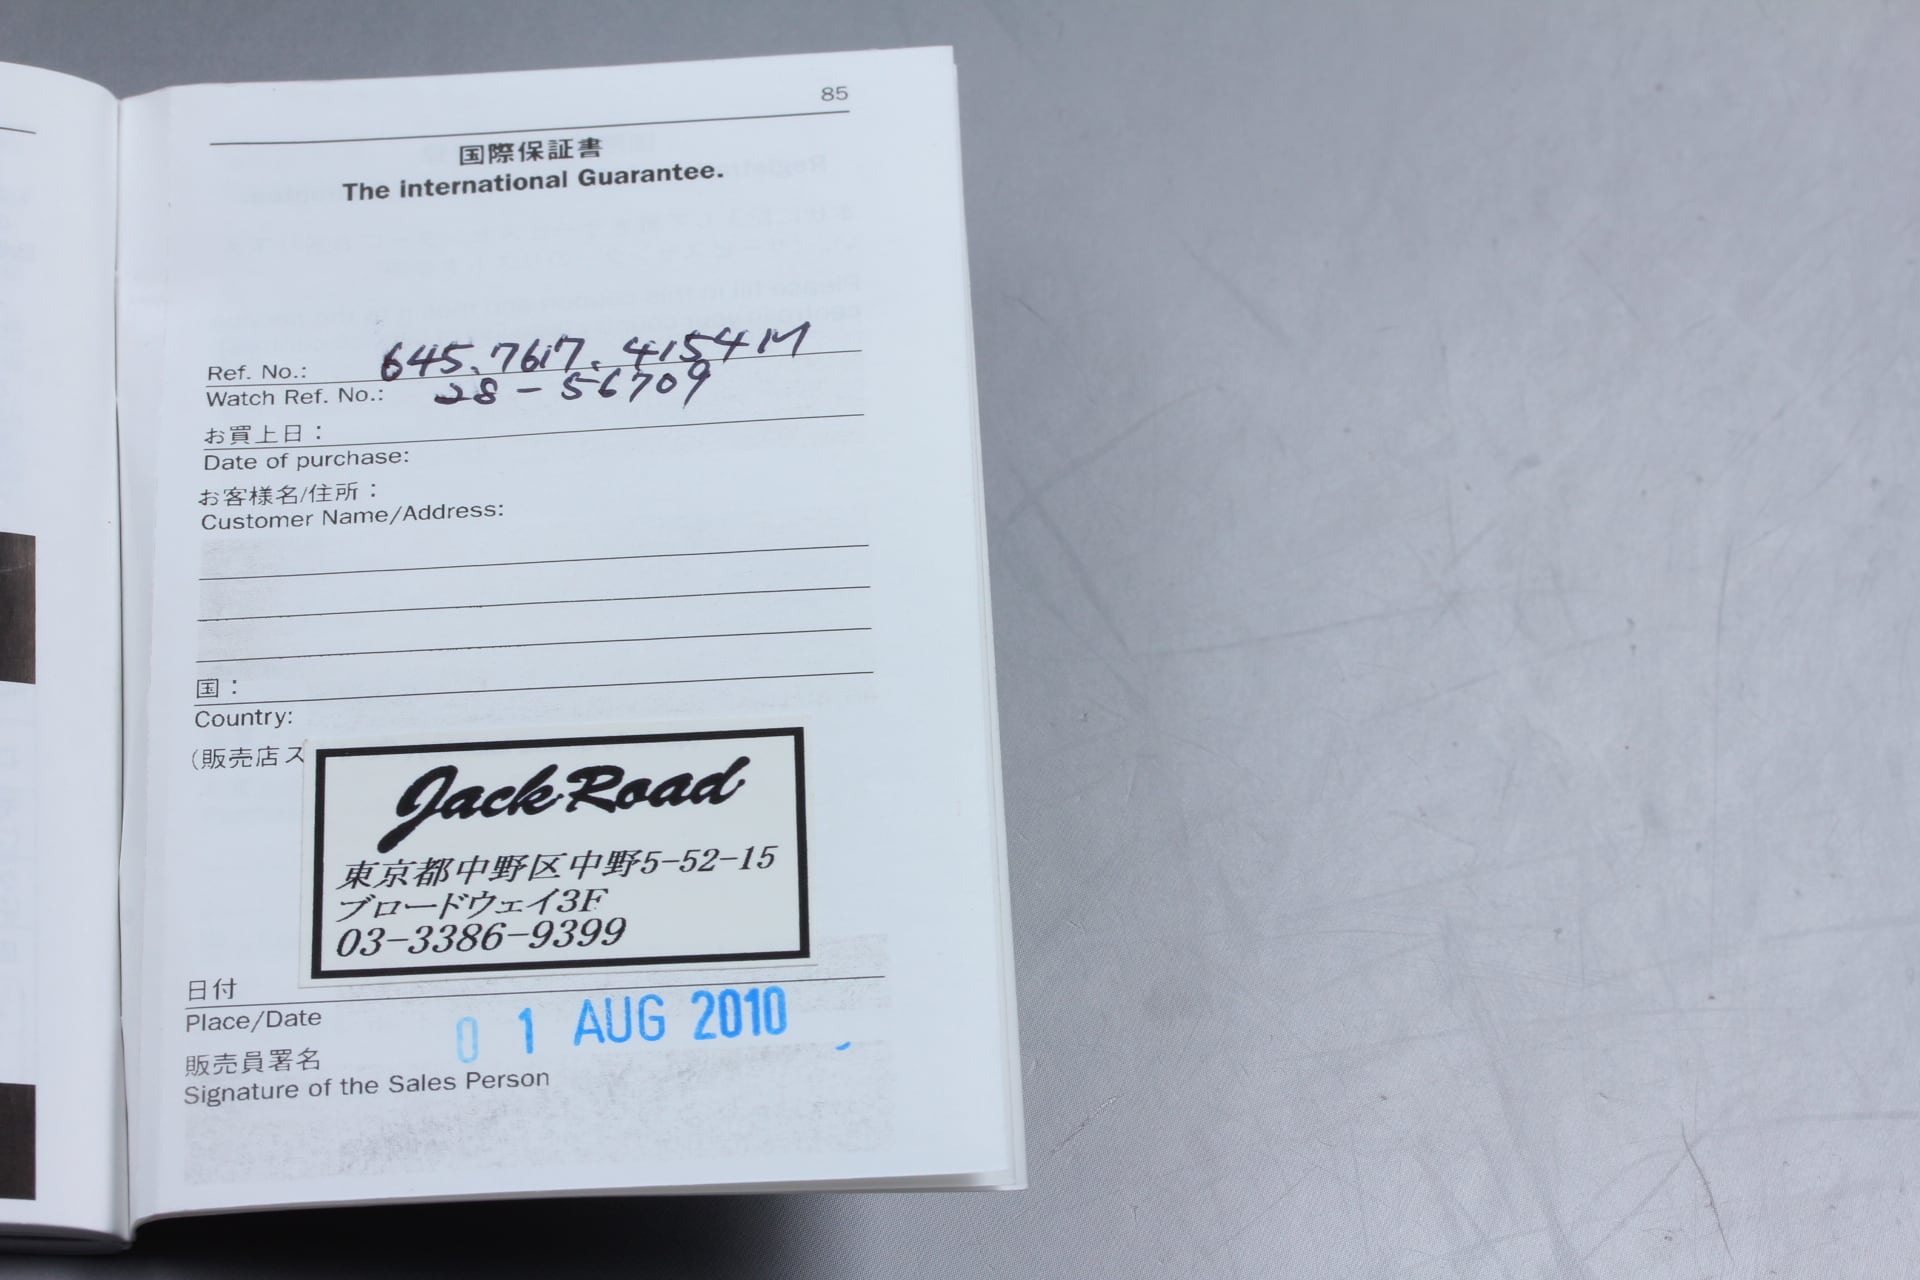 85
国際保証書
The international Guarantee.
Ref. No.: 645.7617.4154M
Watch Ref. No.: 28-56709
お買上日：
Date of purchase:
お客様名/住所：
Customer Name/Address:
国：
Country:
（販売店ス
Jack Road
東京都中野区中野5-52-15
ブロードウェイ3F
03-3386-9399
日付
Place/Date
01 AUG 2010
販売員署名
Signature of the Sales Person